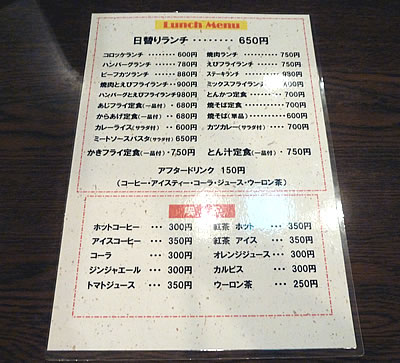 Lunch Menu
日替りランチ ········ 650円
コロッケランチ ······ 600円
焼肉ランチ ········ 750円
ハンバーグランチ ···· 780円
えびフライランチ ···· 750円
ビーフカツランチ ···· 880円
ステーキランチ
焼肉とえびフライランチ ·· 900円
ミックスフライランチ
ハンバーグとえびフライランチ 980円
とんかつ定食 ····· 700円
あじフライ定食(一品付) ·· 680円
焼そば定食 ······ 700円
からあげ定食(一品付) ·· 680円
焼そば(単品) ····· 600円
カレーライス(サラダ付) ·· 600円
カツカレー(サラダ付) ··· 700円
ミートソースパスタ(サラダ付) 650円
かきフライ定食(一品付)·750円
とん汁定食(一品付)··750円
アフタードリンク 150円
(コーヒー・アイスティー・コーラ・ジュース・ウーロン茶)
ホットコーヒー ··· 300円
紅茶 ホット ··· 350円
アイスコーヒー ··· 350円
紅茶 アイス ··· 350円
コーラ ··· 300円
オレンジジュース ··· 300円
ジンジャエール ··· 300円
カルピス ··· 300円
トマトジュース ··· 350円
ウーロン茶 ··· 250円